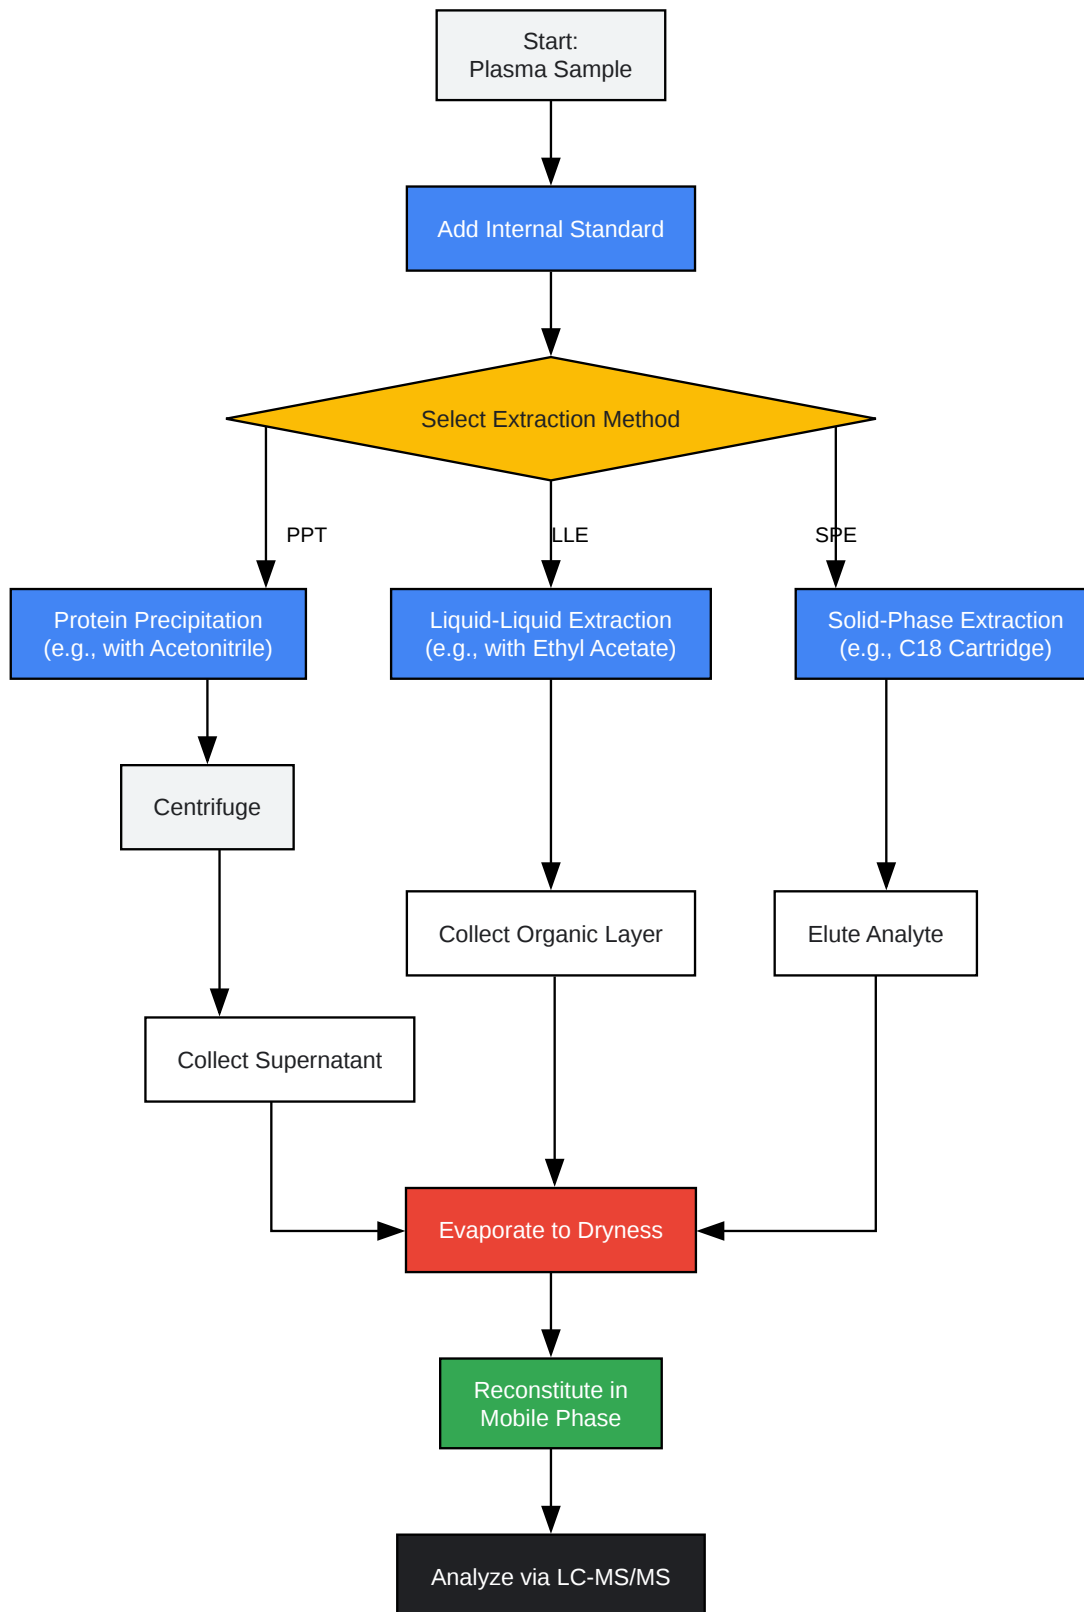 Start:
Plasma Sample
Add Internal Standard
Select Extraction Method
PPT
LLE
SPE
Protein Precipitation
(e.g., with Acetonitrile)
Liquid-Liquid Extraction
(e.g., with Ethyl Acetate)
Solid-Phase Extraction
(e.g., C18 Cartridge)
Centrifuge
Collect Organic Layer
Elute Analyte
Collect Supernatant
Evaporate to Dryness
Reconstitute in
Mobile Phase
Analyze via LC-MS/MS